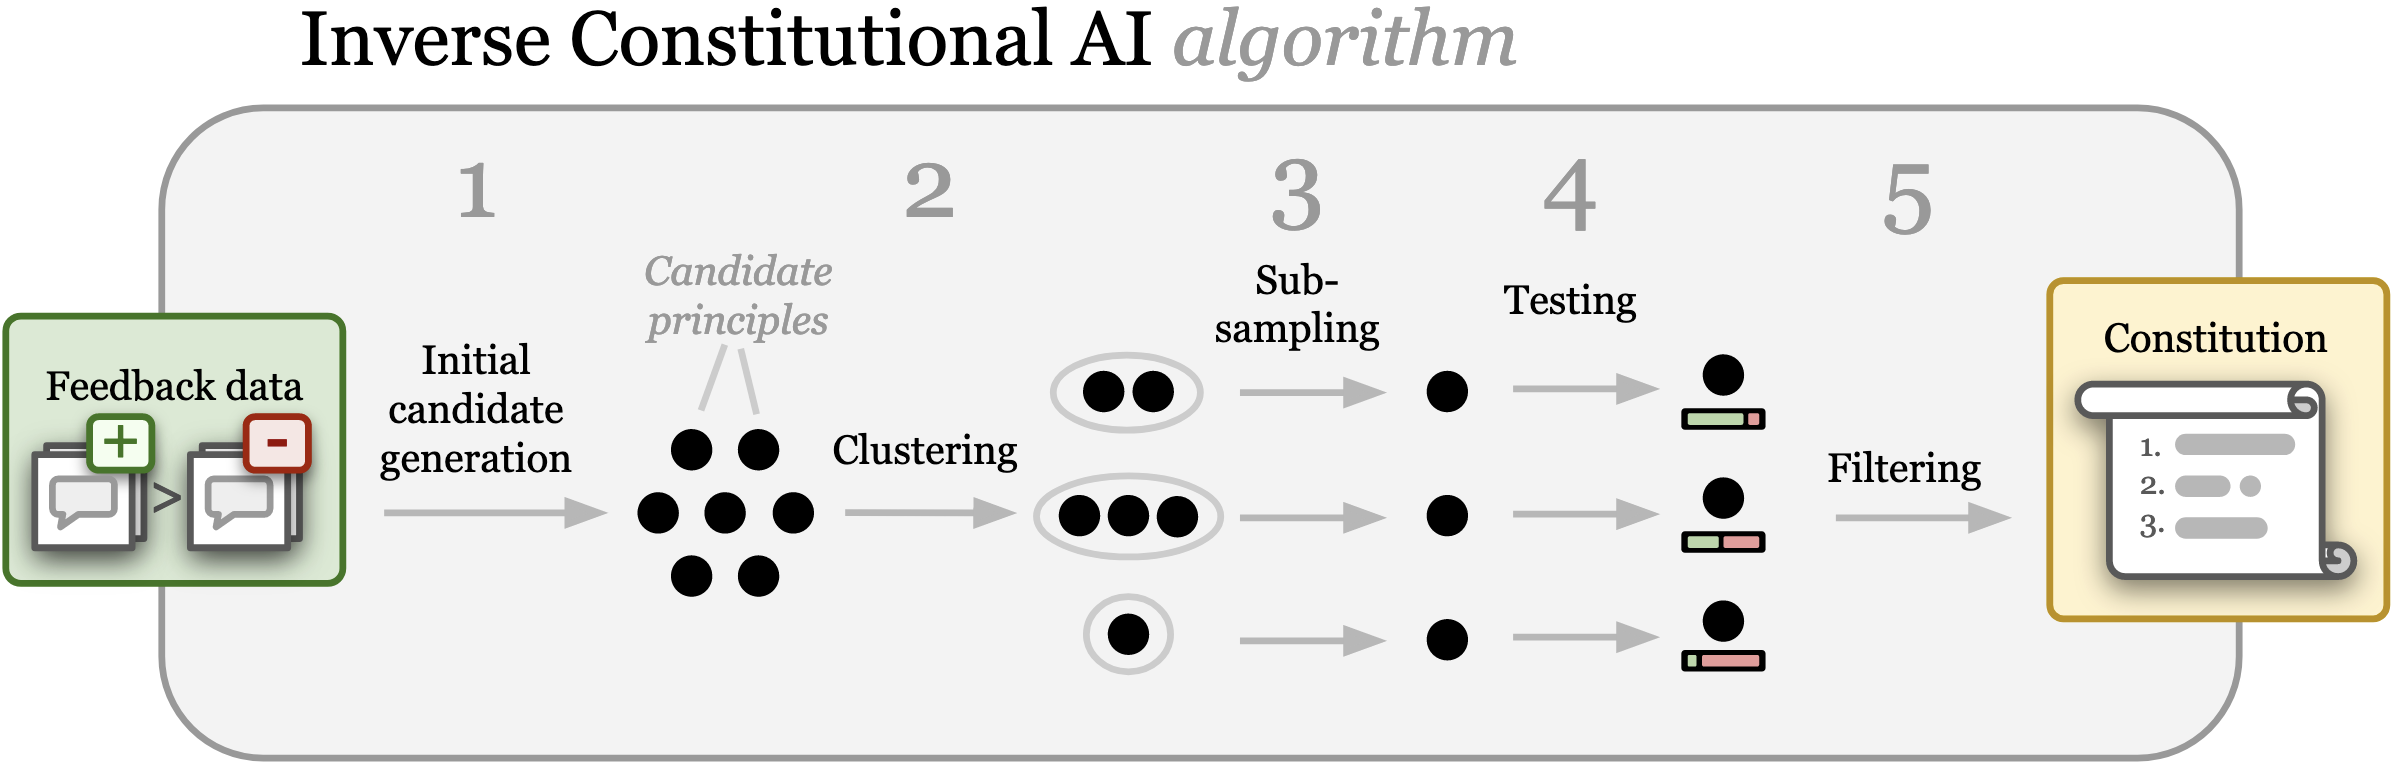 Inverse Constitutional AI algorithm
1
2
3
4
5
Feedback data
+
-
>
Initial
candidate
generation
Candidate
principles
Clustering
Sub-
sampling
Testing
Filtering
Constitution
1.
2.
3.